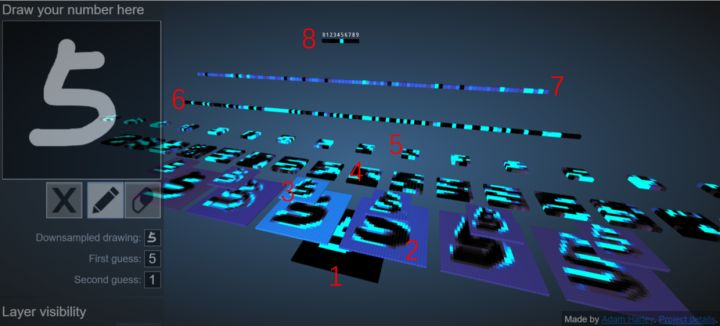 Draw your number here
5
8
0123456789
7
6
5
4
3
2
1
Downsampled drawing: 5
First guess: 5
Second guess: 1
Layer visibility
Made by Adam Harley. Project details.